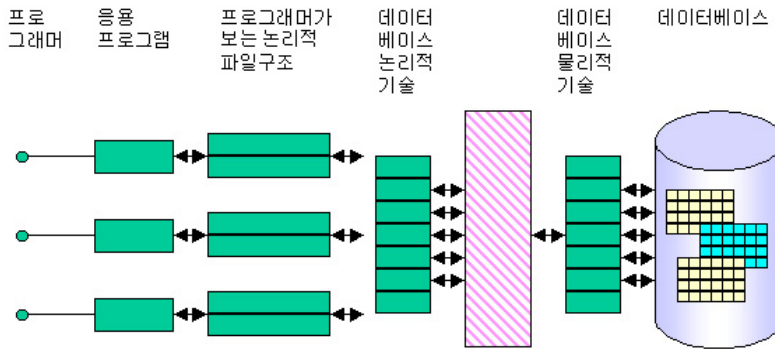 프로
그래머
응용
프로그램
프로그래머가
보는 논리적
파일구조
데이터
베이스
논리적
기술
데이터
베이스
물리적
기술
데이터베이스